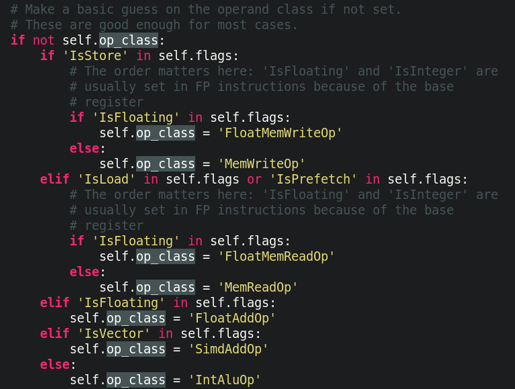 # Make a basic guess on the operand class if not set.
# These are good enough for most cases.
if not self.op_class:
    if 'IsStore' in self.flags:
        # The order matters here: 'IsFloating' and 'IsInteger' are
        # usually set in FP instructions because of the base
        # register
        if 'IsFloating' in self.flags:
            self.op_class = 'FloatMemWriteOp'
        else:
            self.op_class = 'MemWriteOp'
    elif 'IsLoad' in self.flags or 'IsPrefetch' in self.flags:
        # The order matters here: 'IsFloating' and 'IsInteger' are
        # usually set in FP instructions because of the base
        # register
        if 'IsFloating' in self.flags:
            self.op_class = 'FloatMemReadOp'
        else:
            self.op_class = 'MemReadOp'
    elif 'IsFloating' in self.flags:
        self.op_class = 'FloatAddOp'
    elif 'IsVector' in self.flags:
        self.op_class = 'SimdAddOp'
    else:
        self.op_class = 'IntAluOp'